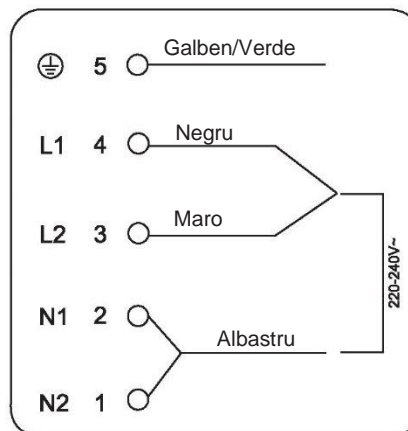 5 Galben/Verde
L1 4 Negru
L2 3 Maro
220-240V~
N1 2
Albastru
N2 1